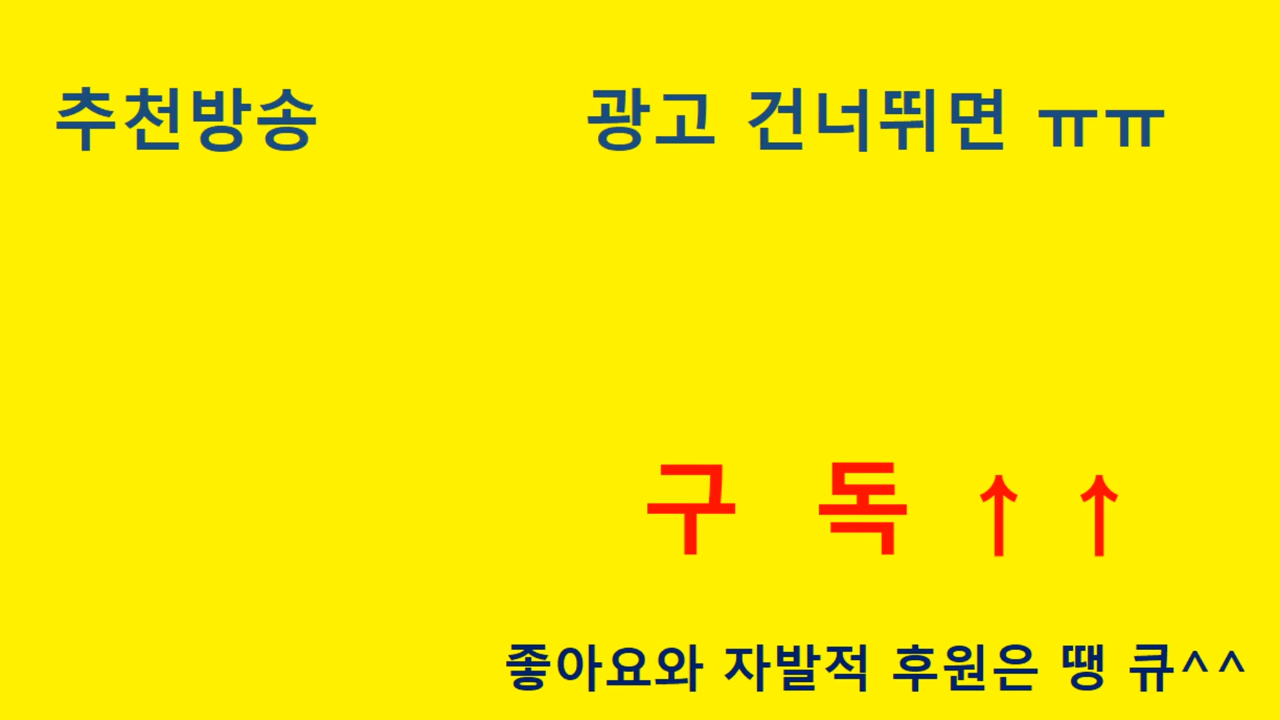 추천방송
광고 건너뛰면 ㅠㅠ
구 독 ↑ ↑
좋아요와 자발적 후원은 땡 큐^^